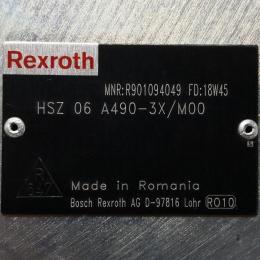 Rexroth
MNR:R901094049 FD:18W45
HSZ 06 A490-3X/M00
R
Made in Romania
Bosch Rexroth AG D-97816 Lohr RO10